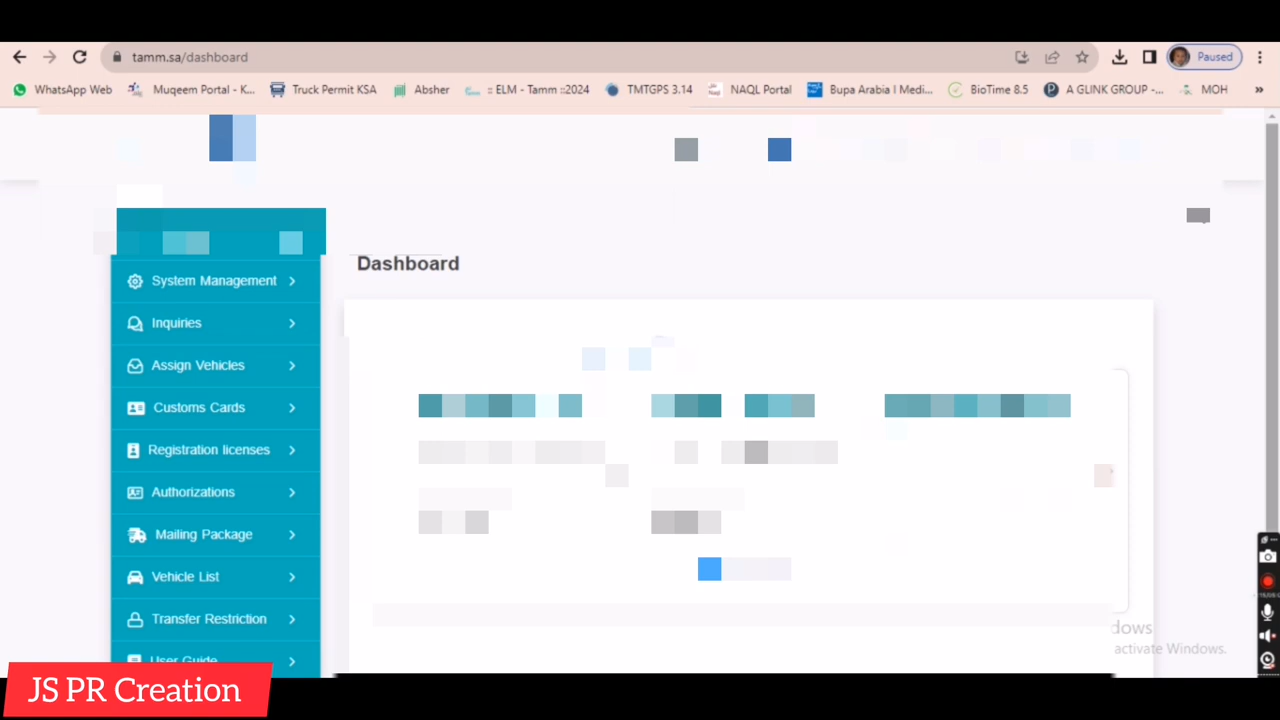 tamm.sa/dashboard
Paused
WhatsApp Web
Muqeem Portal - K...
Truck Permit KSA
Absher
:: ELM - Tamm ::2024
TMTGPS 3.14
NAQL Portal
Bupa Arabia I Medi...
BioTime 8.5
A GLINK GROUP -...
MOH
»
Dashboard
System Management
Inquiries
Assign Vehicles
Customs Cards
Registration licenses
Authorizations
Mailing Package
Vehicle List
Transfer Restriction
User Guide
dows
activate Windows.
JS PR Creation